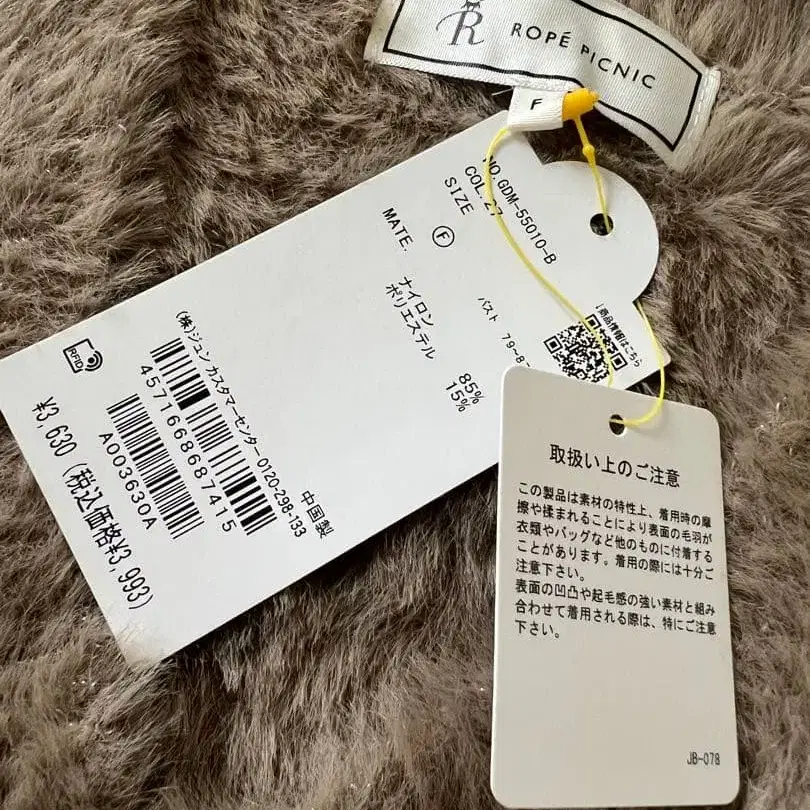 R
ROPÉ PICNIC
F
NO.GDM-55010-B
COL.27
SIZE
F
バスト 79~8
MATE.
ナイロン 85%
ポリエステル 15%
↓商品情報はこちら
RFID
(株)ジュン カスタマーセンター 0120-298-133
中国製
4571668687415
A003630A
¥3,630 (税込価格¥3,993)
取扱い上のご注意
この製品は素材の特性上、着用時の摩
擦や揉まれることにより表面の毛羽が
衣類やバッグなど他のものに付着する
ことがあります。着用の際には十分ご
注意下さい。
表面の凹凸や起毛感の強い素材と組み
合わせて着用される際は、特にご注意
下さい。
JB-078